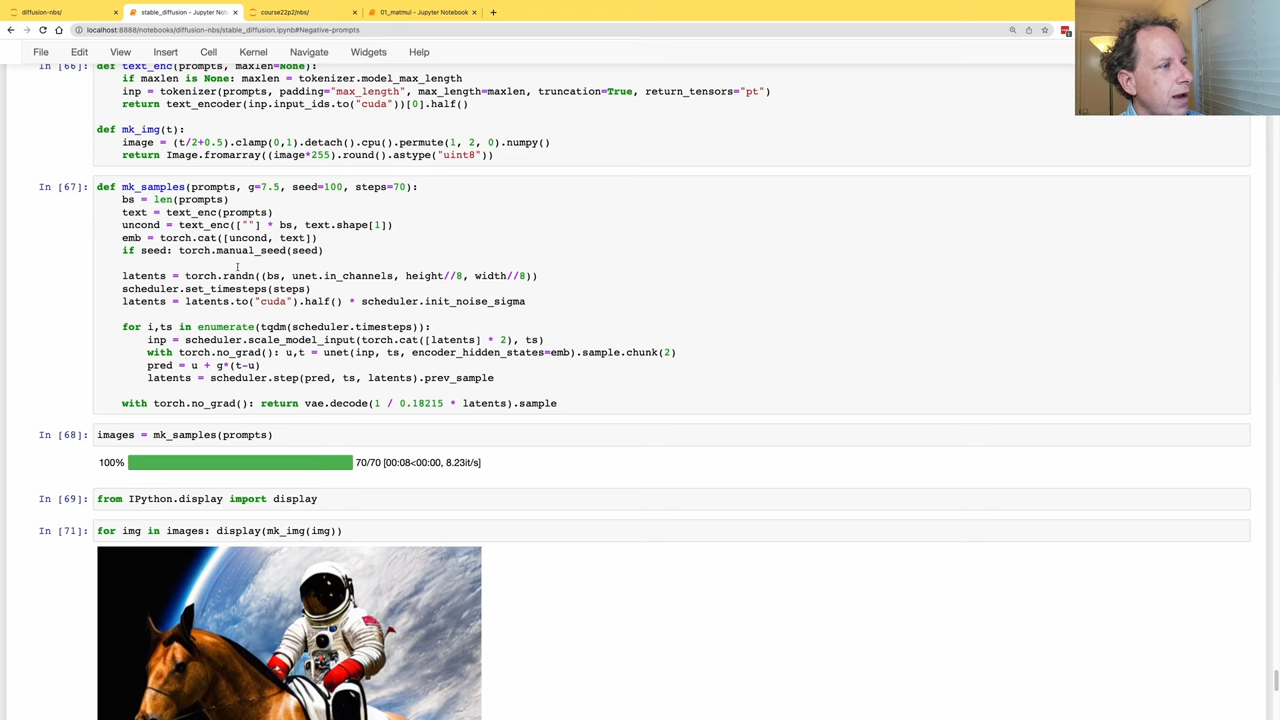 diffusion-nbs/
stable_diffusion - Jupyter Not
course22p2/nbs/
01_matmul - Jupyter Notebook
localhost:8888/notebooks/diffusion-nbs/stable_diffusion.ipynb#Negative-prompts
File Edit View Insert Cell Kernel Navigate Widgets Help
In [66]: def text_enc(prompts, maxlen=None):
if maxlen is None: maxlen = tokenizer.model_max_length
inp = tokenizer(prompts, padding="max_length", max_length=maxlen, truncation=True, return_tensors="pt")
return text_encoder(inp.input_ids.to("cuda"))[0].half()
def mk_img(t):
image = (t/2+0.5).clamp(0,1).detach().cpu().permute(1, 2, 0).numpy()
return Image.fromarray((image*255).round().astype("uint8"))
In [67]: def mk_samples(prompts, g=7.5, seed=100, steps=70):
bs = len(prompts)
text = text_enc(prompts)
uncond = text_enc([""] * bs, text.shape[1])
emb = torch.cat([uncond, text])
if seed: torch.manual_seed(seed)
latents = torch.randn((bs, unet.in_channels, height//8, width//8))
scheduler.set_timesteps(steps)
latents = latents.to("cuda").half() * scheduler.init_noise_sigma
for i,ts in enumerate(tqdm(scheduler.timesteps)):
inp = scheduler.scale_model_input(torch.cat([latents] * 2), ts)
with torch.no_grad(): u,t = unet(inp, ts, encoder_hidden_states=emb).sample.chunk(2)
pred = u + g*(t-u)
latents = scheduler.step(pred, ts, latents).prev_sample
with torch.no_grad(): return vae.decode(1 / 0.18215 * latents).sample
In [68]: images = mk_samples(prompts)
100% 70/70 [00:08<00:00, 8.23it/s]
In [69]: from IPython.display import display
In [71]: for img in images: display(mk_img(img))